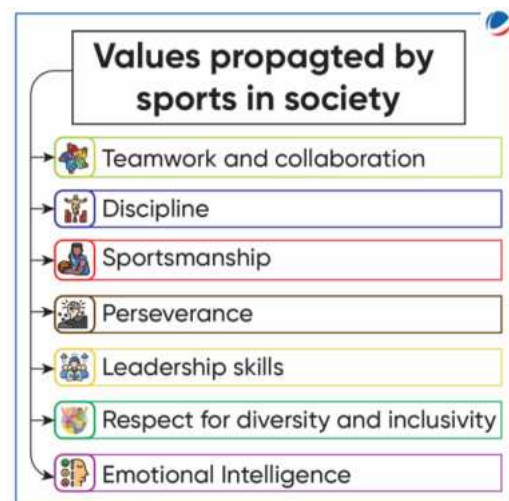 Values propagted by
sports in society
Teamwork and collaboration
Discipline
Sportsmanship
Perseverance
Leadership skills
Respect for diversity and inclusivity
Emotional Intelligence